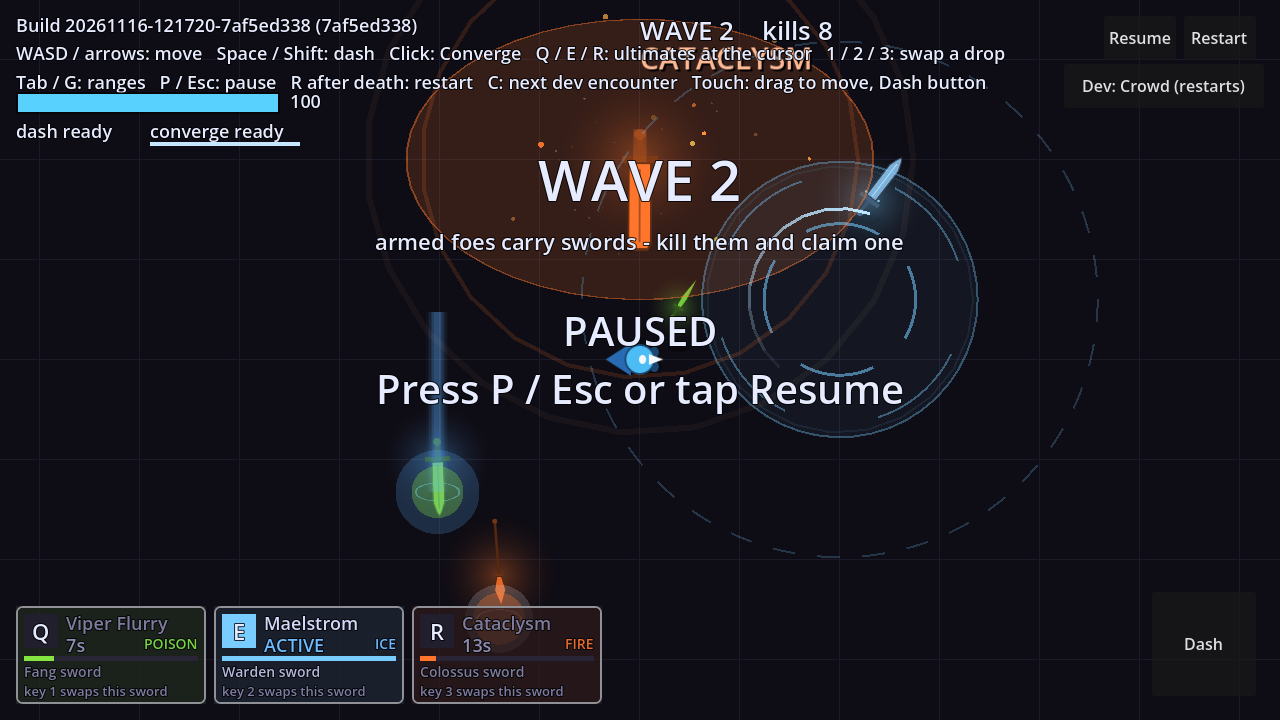 Build 20261116-121720-7af5ed338 (7af5ed338)
WAVE 2 kills 8
WASD / arrows: move Space / Shift: dash Click: Converge Q / E / R: ultimates at the cursor 1 / 2 / 3: swap a drop
CATACLYSM
Tab / G: ranges P / Esc: pause R after death: restart C: next dev encounter Touch: drag to move, Dash button
100
dash ready converge ready
Resume Restart
Dev: Crowd (restarts)
WAVE 2
armed foes carry swords - kill them and claim one
PAUSED
Press P / Esc or tap Resume
Q Viper Flurry
7s POISON
Fang sword
key 1 swaps this sword
E Maelstrom
ACTIVE ICE
Warden sword
key 2 swaps this sword
R Cataclysm
13s FIRE
Colossus sword
key 3 swaps this sword
Dash